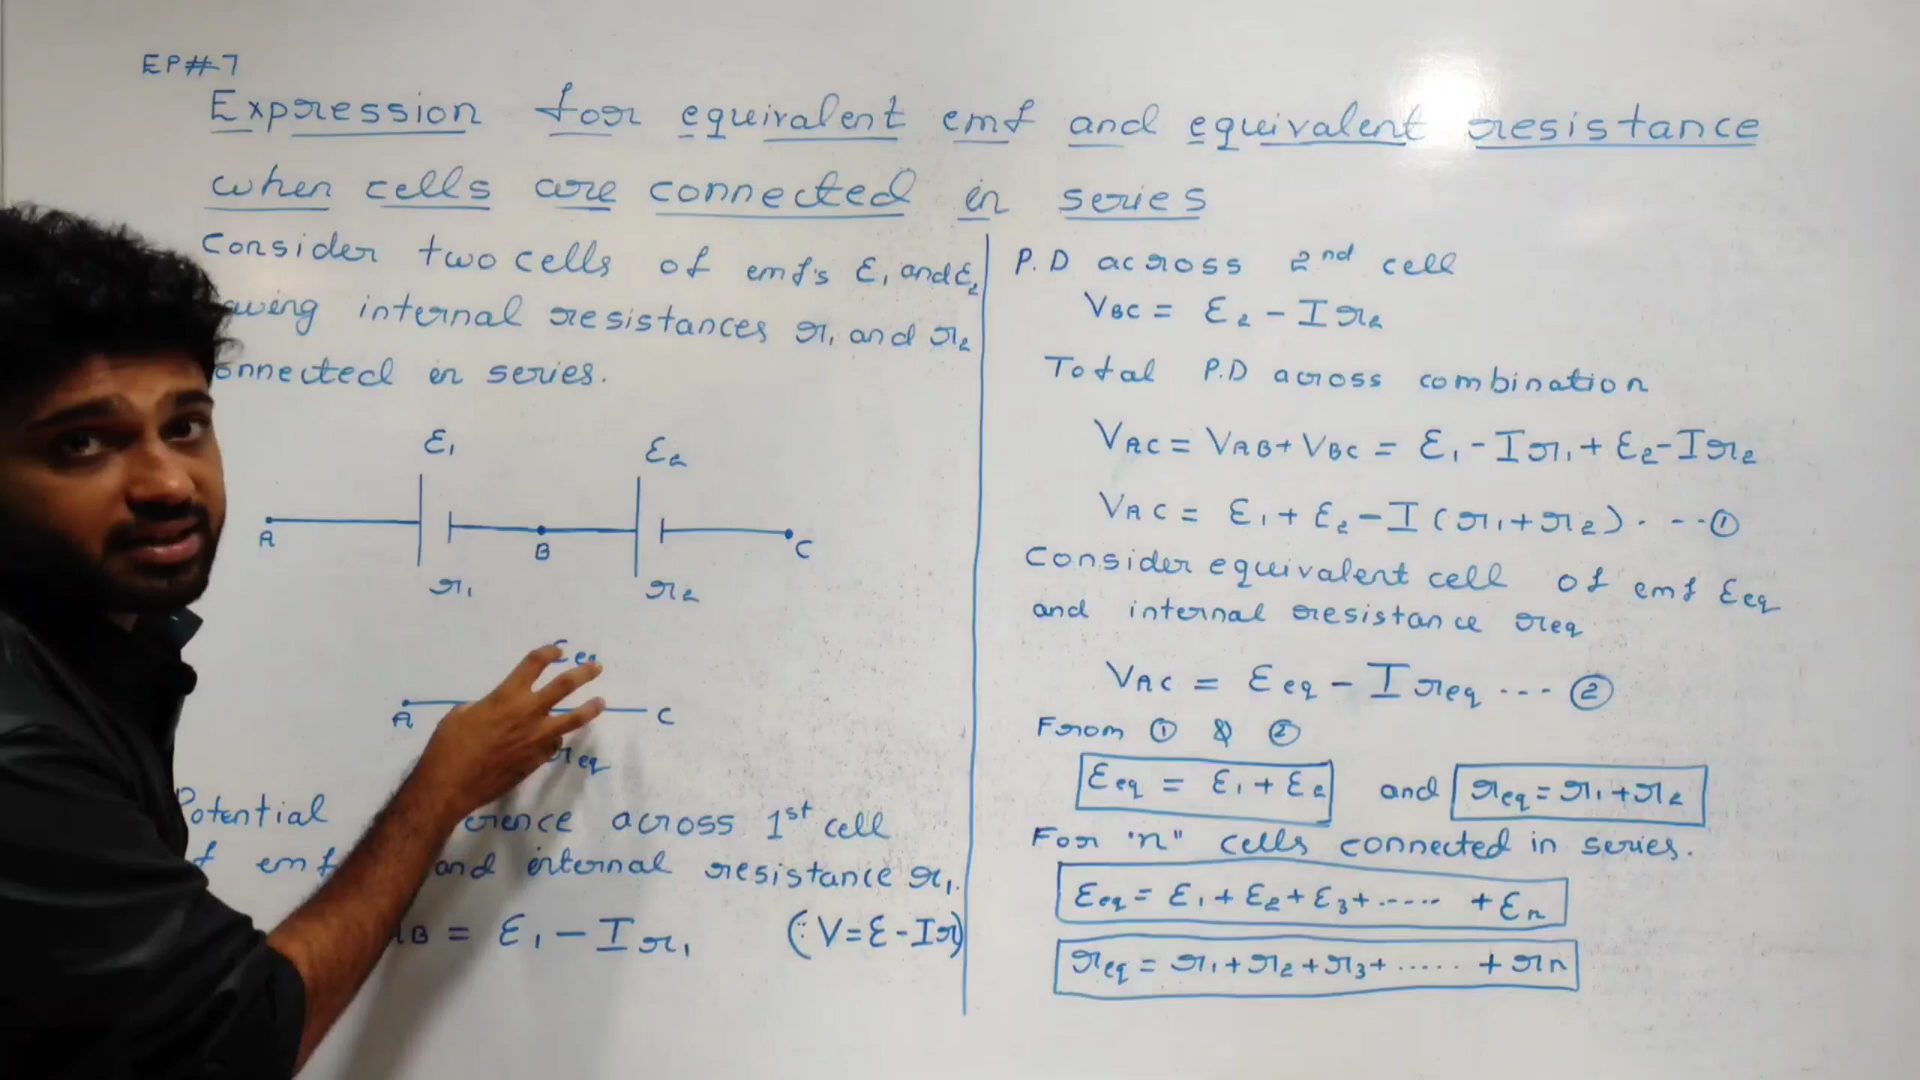 EP#7
Expression for equivalent emf and equivalent resistance
when cells are connected in series
Consider two cells of emf's ε₁ and ε₂
internal resistances r₁ and r₂
onnected in series.
ε₁
ε₂
A
B
C
r₁
r₂
eq
A
C
req
Potential erence across 1st cell
f emf and internal resistance r₁.
B = ε₁ - Ir₁ (∵ V=ε-Ir)
P.D across 2nd cell
VBC = ε₂ - Ir₂
Total P.D across combination
VAC = VAB + VBC = ε₁ - Ir₁ + ε₂ - Ir₂
VAC = ε₁ + ε₂ - I(r₁+r₂). - - - ①
Consider equivalent cell of emf εeq
and internal resistance req
VAC = εeq - Ireq --- ②
From ① & ②
εeq = ε₁ + ε₂ and req = r₁+r₂
For "n" cells connected in series.
εeq = ε₁ + ε₂ + ε₃ + ..... + εn
req = r₁+r₂+r₃+ ..... + rn